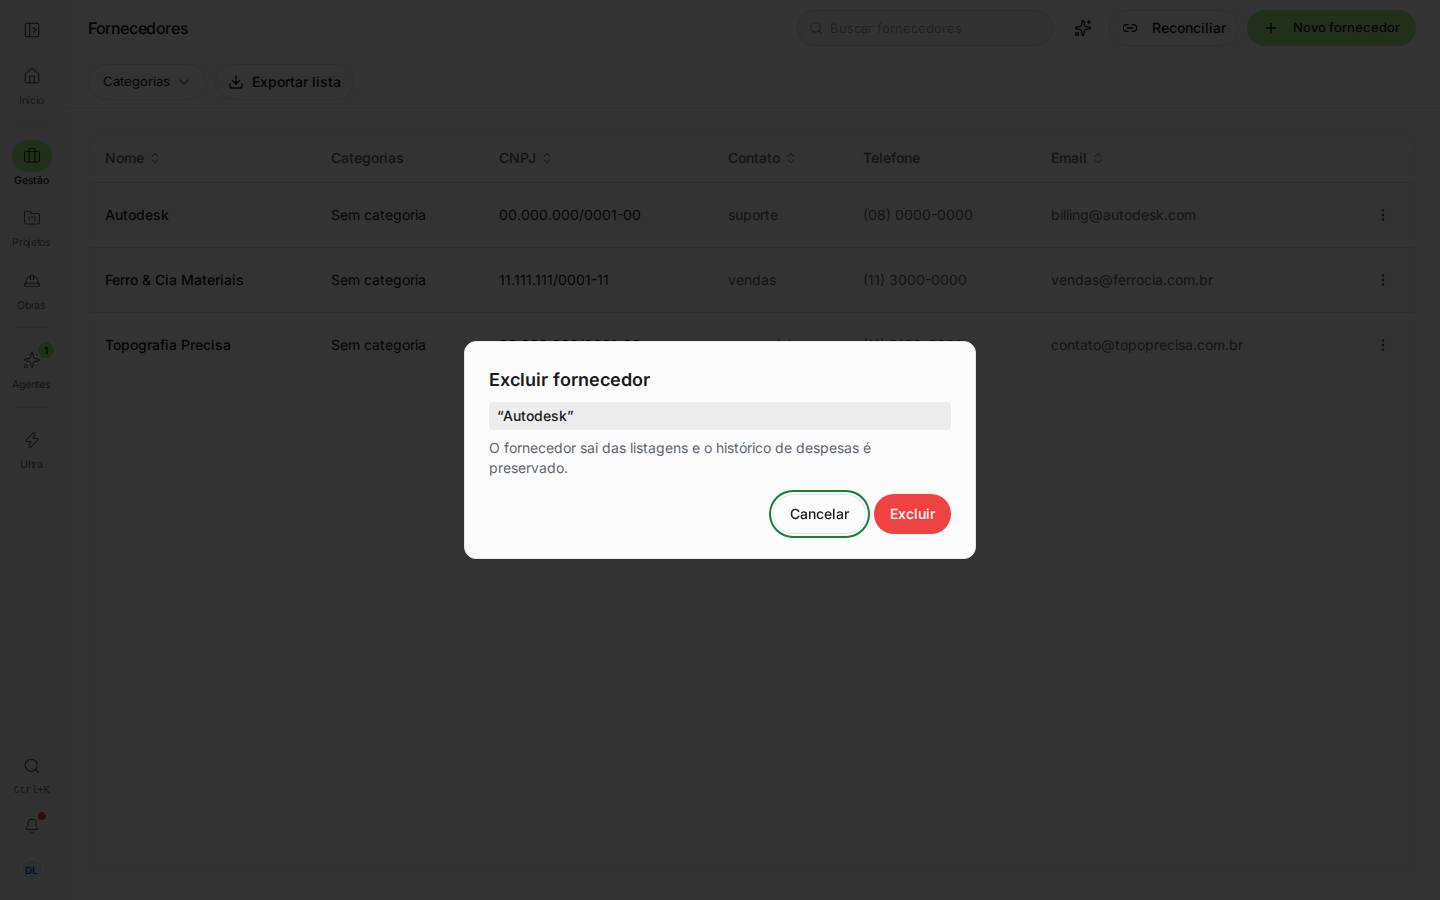 Fornecedores
Buscar fornecedores
Reconciliar
Novo fornecedor
Categorias
Exportar lista
Início
Gestão
Projetos
Obras
1
Agentes
Ultra
Ctrl+K
DL
Nome Categorias CNPJ Contato Telefone Email
Autodesk Sem categoria 00.000.000/0001-00 suporte (08) 0000-0000 billing@autodesk.com
Ferro & Cia Materiais Sem categoria 11.111.111/0001-11 vendas (11) 3000-0000 vendas@ferrocia.com.br
Topografia Precisa Sem categoria contato@topoprecisa.com.br
Excluir fornecedor
“Autodesk”
O fornecedor sai das listagens e o histórico de despesas é
preservado.
Cancelar
Excluir